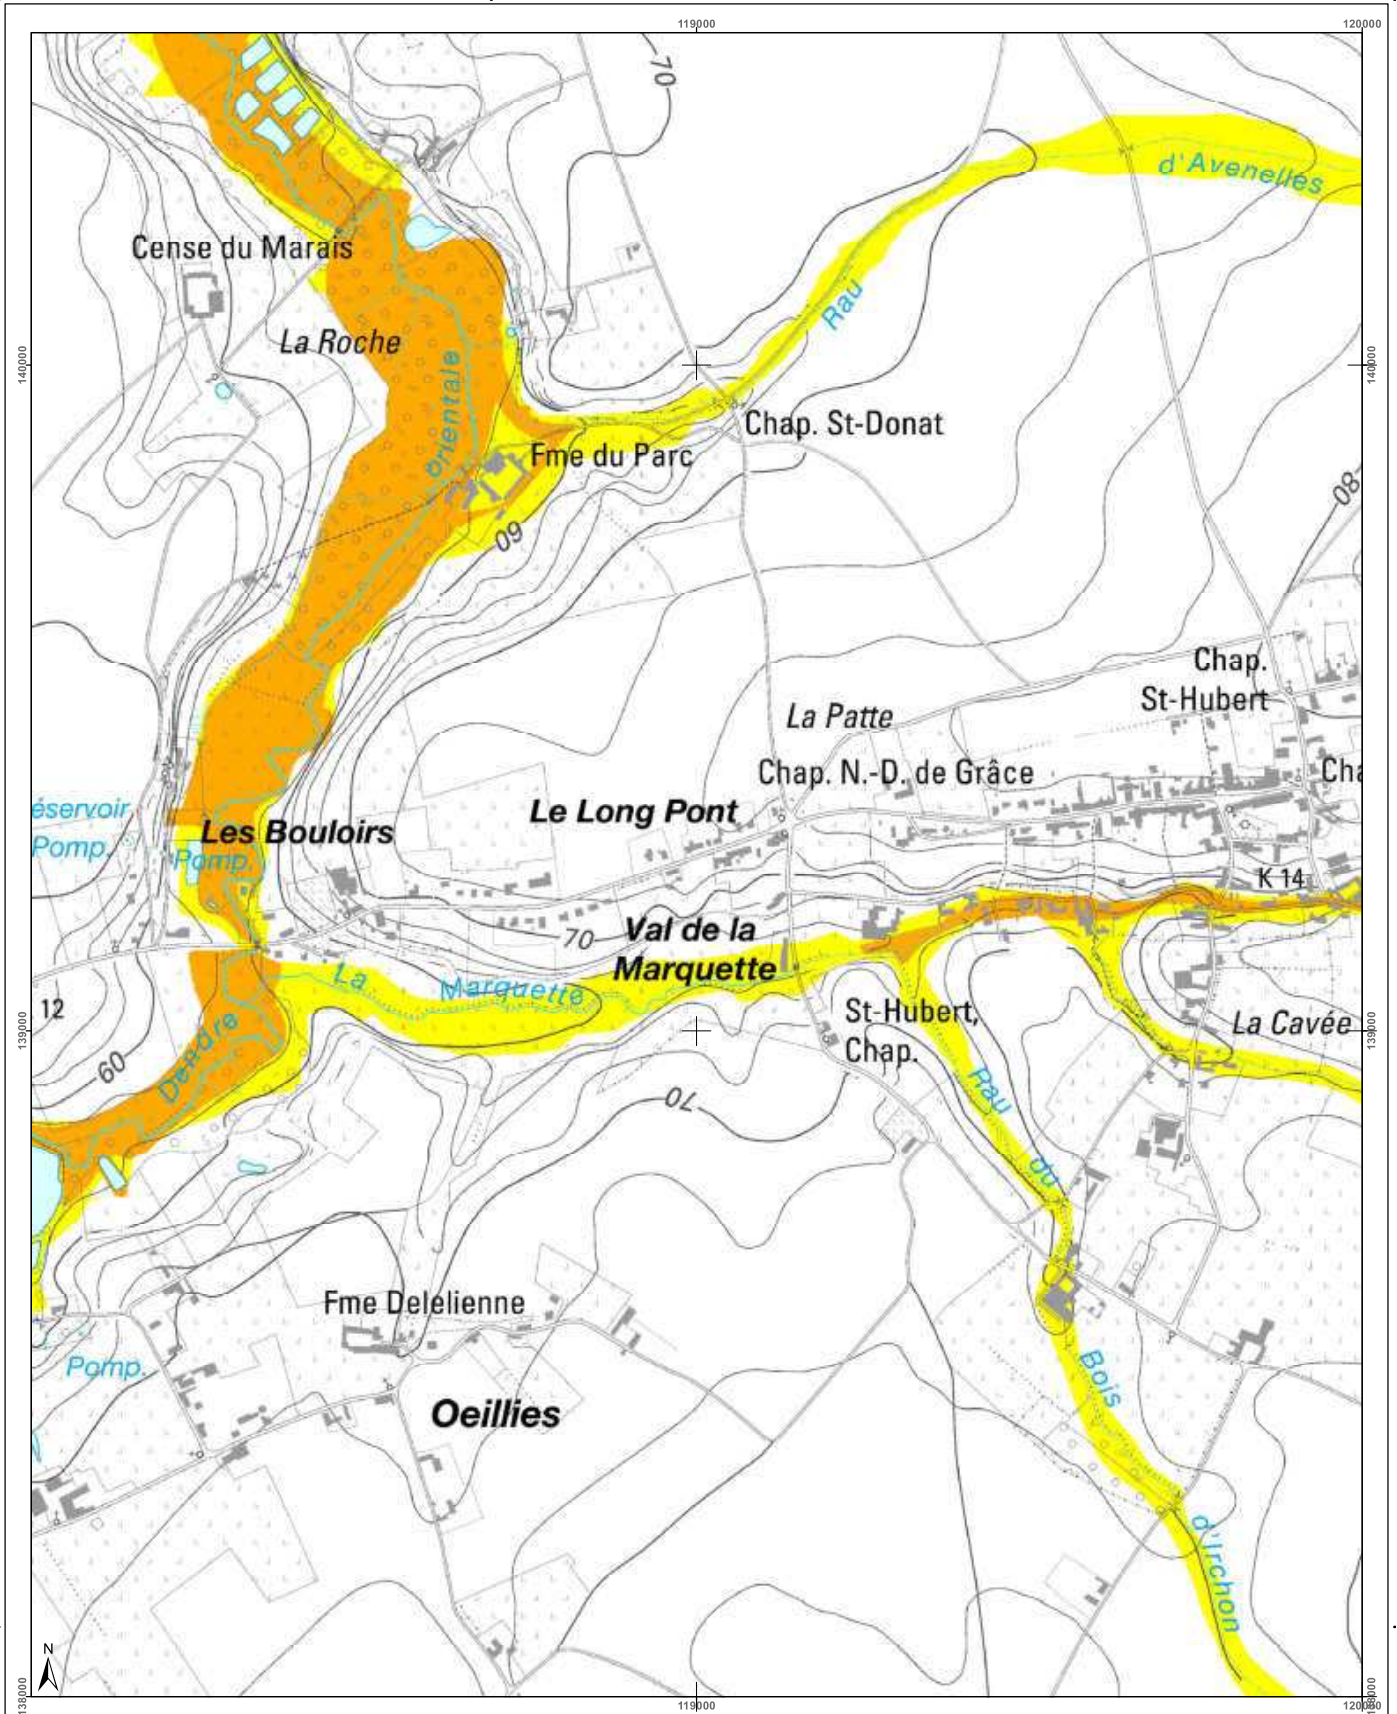 119000
120000
70
d'Avenelles
Cense du Marais
Rau
La Roche
140000
140000
Orientale
Chap. St-Donat
Fme du Parc
60
80
Chap.
St-Hubert
La Patte
Chap. N.-D. de Grâce
Cha
éservoir
Pomp.
Le Long Pont
Les Bouloirs
Pomp.
K 14
70
Val de la
Marquette
La Marquette
12
St-Hubert,
Chap.
La Cavée
139000
139000
Dendre
60
70
Rau
du
Fme Delelienne
Pomp.
Bois
Oeillies
d'Irchon
N
138000
119000
120000
138000